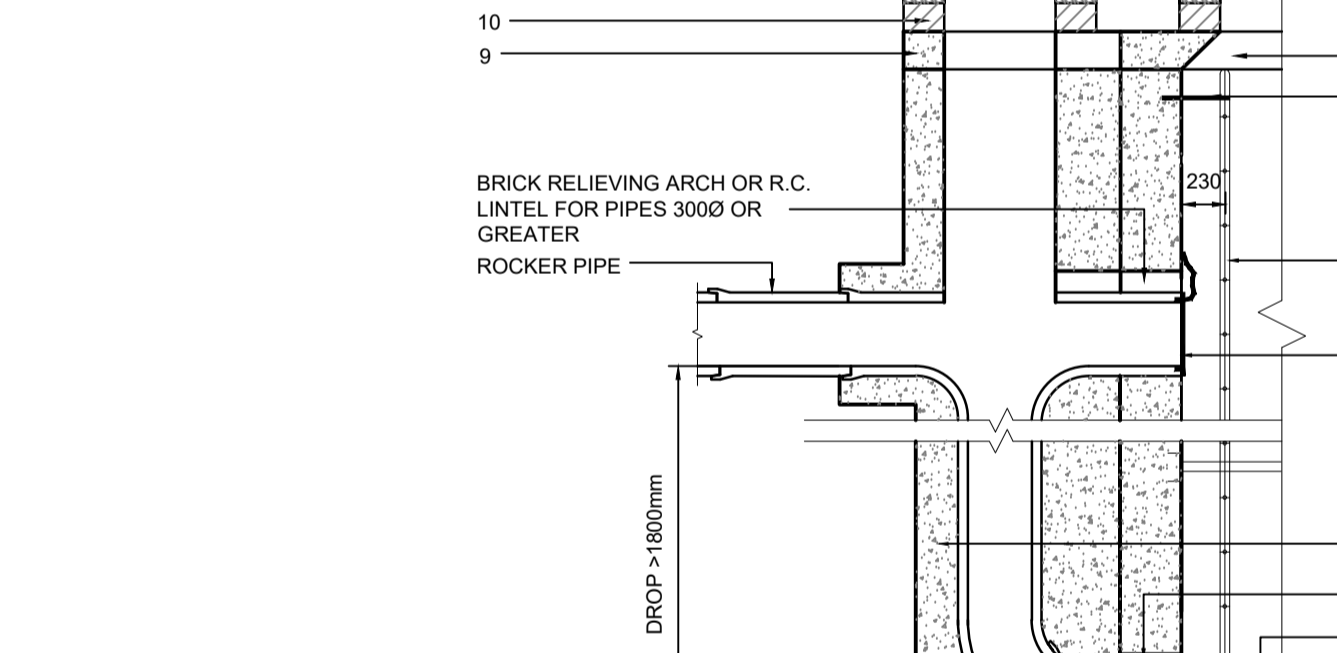 10
9
BRICK RELIEVING ARCH OR R.C.
LINTEL FOR PIPES 300Ø OR
GREATER
ROCKER PIPE
230
DROP >1800mm